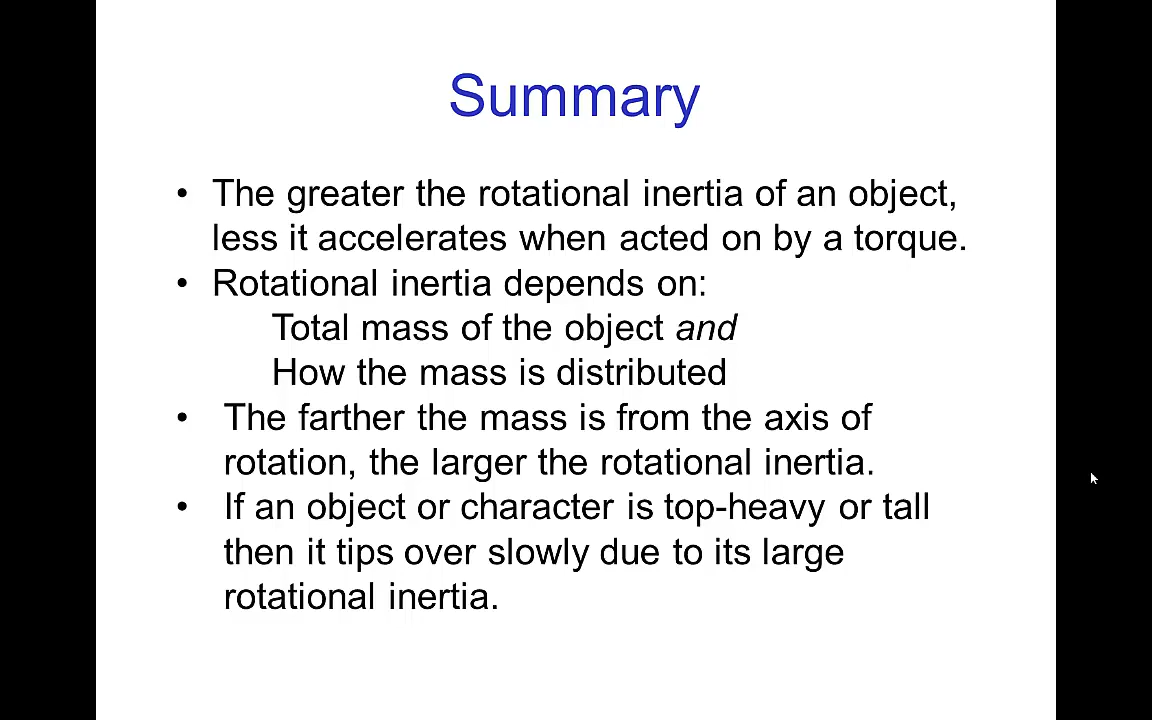 Summary
• The greater the rotational inertia of an object,
less it accelerates when acted on by a torque.
• Rotational inertia depends on:
Total mass of the object and
How the mass is distributed
• The farther the mass is from the axis of
rotation, the larger the rotational inertia.
• If an object or character is top-heavy or tall
then it tips over slowly due to its large
rotational inertia.